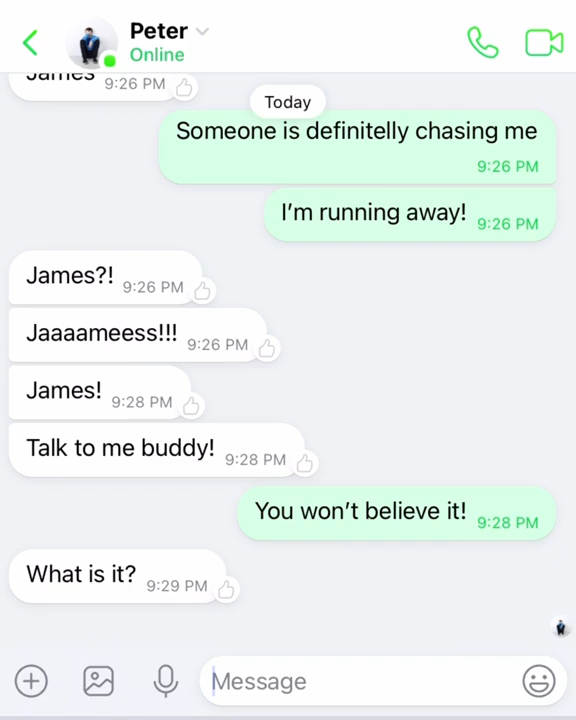 Peter
Online
James 9:26 PM
Today
Someone is definitelly chasing me
9:26 PM
I'm running away! 9:26 PM
James?! 9:26 PM
Jaaaameess!!! 9:26 PM
James! 9:28 PM
Talk to me buddy! 9:28 PM
You won't believe it! 9:28 PM
What is it? 9:29 PM
Message